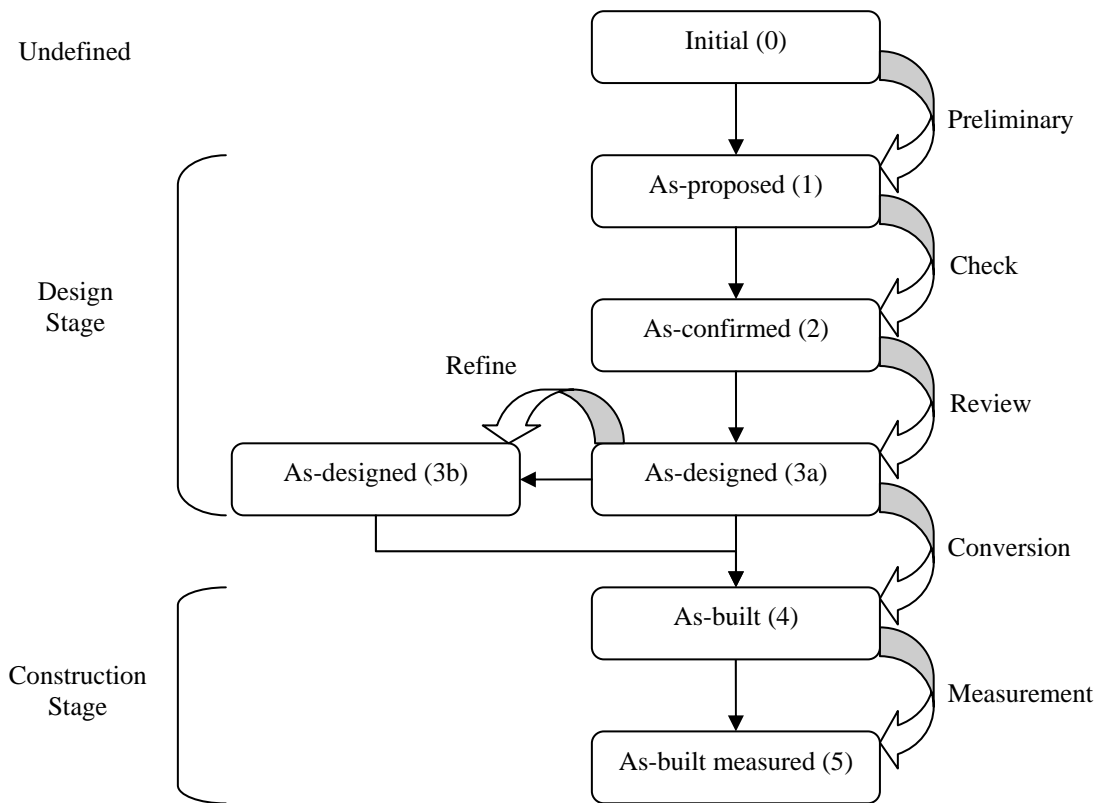 Initial (0)
Undefined
Preliminary
As-proposed (1)
Check
Design
Stage
As-confirmed (2)
Refine
Review
As-designed (3b)
As-designed (3a)
Conversion
As-built (4)
Construction
Stage
Measurement
As-built measured (5)